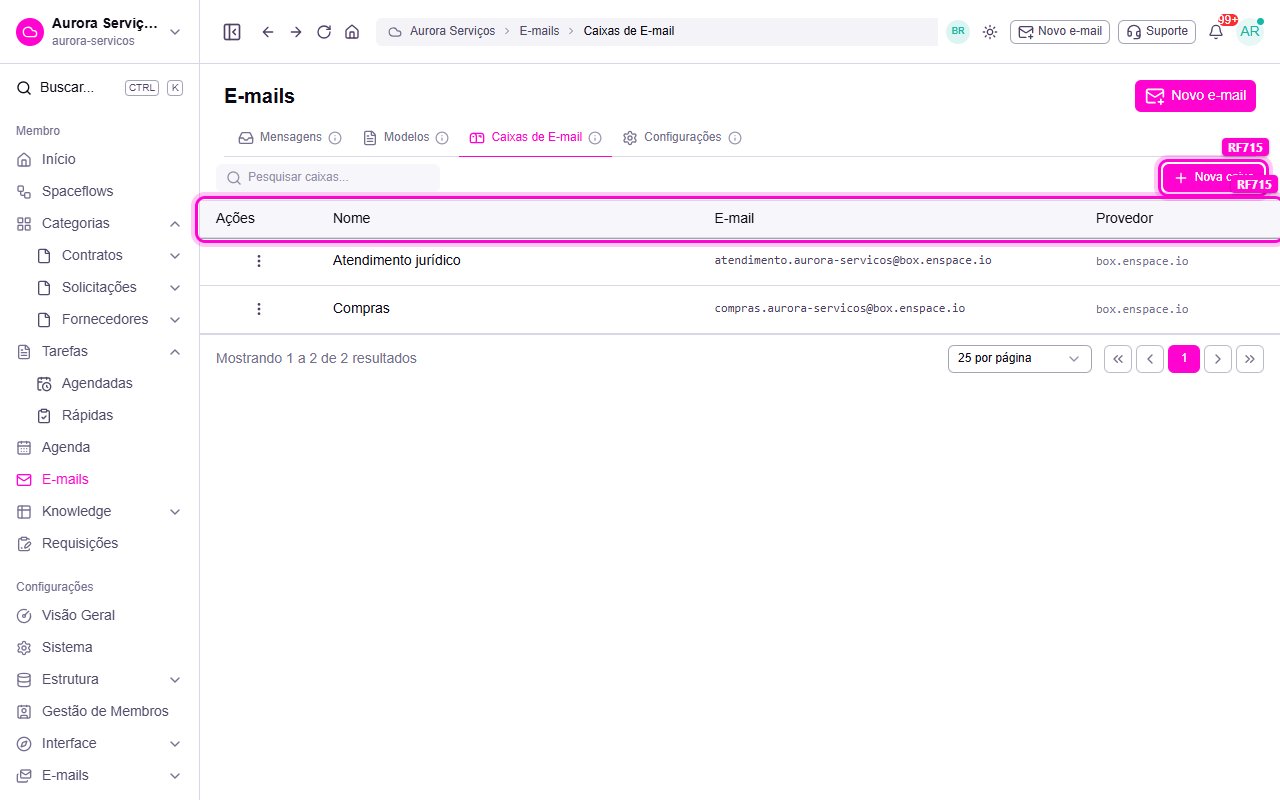 Aurora Serviç...
aurora-servicos
Buscar...
CTRL K
Membro
Início
Spaceflows
Categorias
Contratos
Solicitações
Fornecedores
Tarefas
Agendadas
Rápidas
Agenda
E-mails
Knowledge
Requisições
Configurações
Visão Geral
Sistema
Estrutura
Gestão de Membros
Interface
E-mails
Aurora Serviços > E-mails > Caixas de E-mail
BR
Novo e-mail
Suporte
99+
AR
E-mails
Novo e-mail
Mensagens
Modelos
Caixas de E-mail
Configurações
RF715
Pesquisar caixas...
Nova
RF715
Ações Nome E-mail Provedor
Atendimento jurídico atendimento.aurora-servicos@box.enspace.io box.enspace.io
Compras compras.aurora-servicos@box.enspace.io box.enspace.io
Mostrando 1 a 2 de 2 resultados
25 por página
1